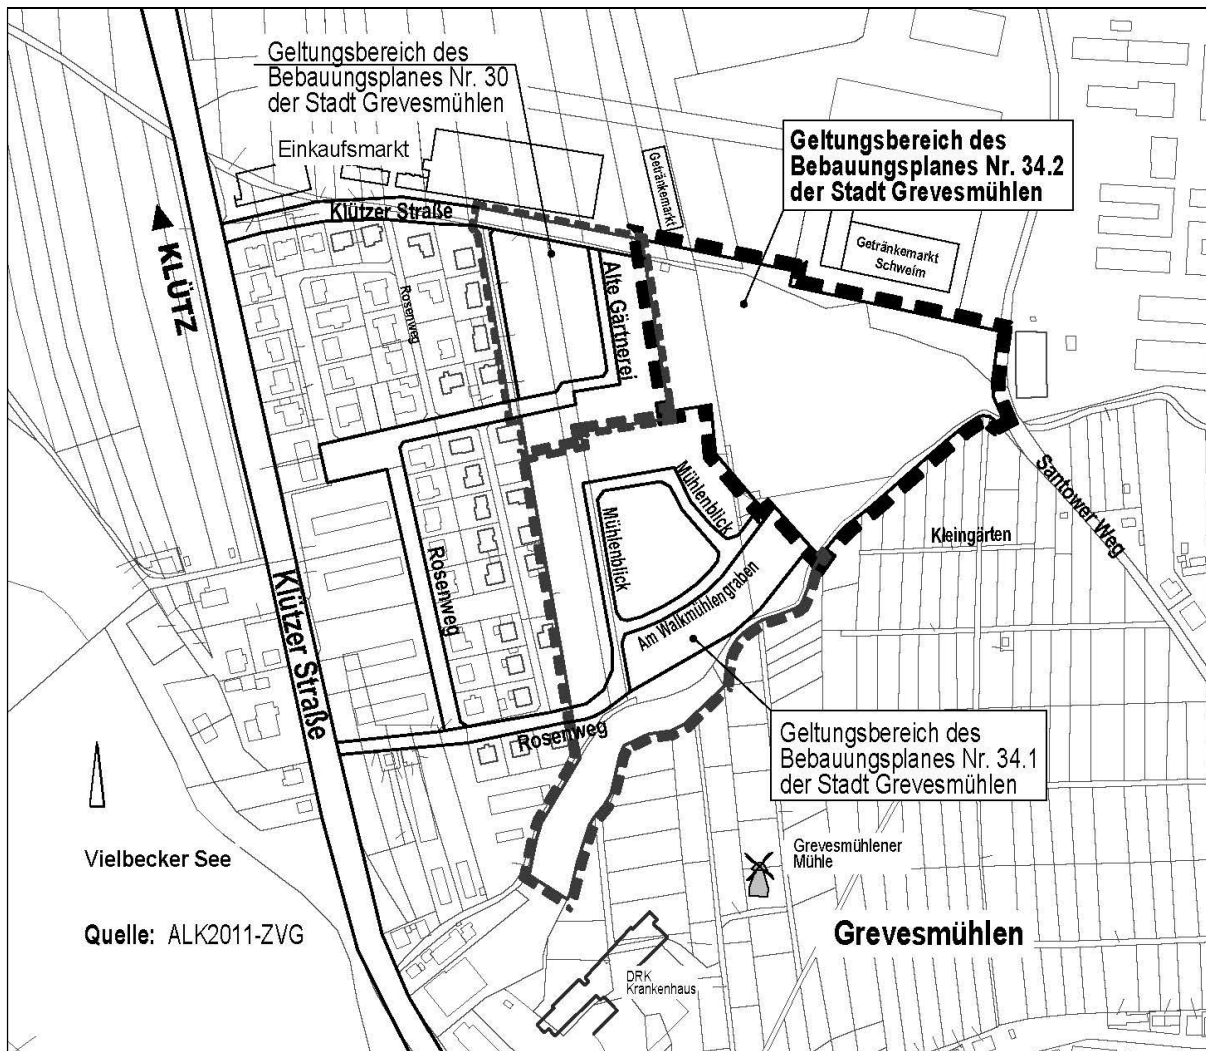 Geltungsbereich des
Bebauungsplanes Nr. 30
der Stadt Grevesmühlen
Einkaufsmarkt
Geltungsbereich des
Bebauungsplanes Nr. 34.2
der Stadt Grevesmühlen
Getränkemarkt
Klützer Straße
Getränkemarkt
Schweim
KLÜTZ
Alte Gärtnerei
Rosenweg
Mühlenblick
Mühlenblick
Santower Weg
Kleingärten
Rosenweg
Am Walkmühlengraben
Klützer Straße
Rosenweg
Geltungsbereich des
Bebauungsplanes Nr. 34.1
der Stadt Grevesmühlen
Vielbecker See
Grevesmühlener
Mühle
Quelle: ALK2011-ZVG
Grevesmühlen
DRK
Krankenhaus